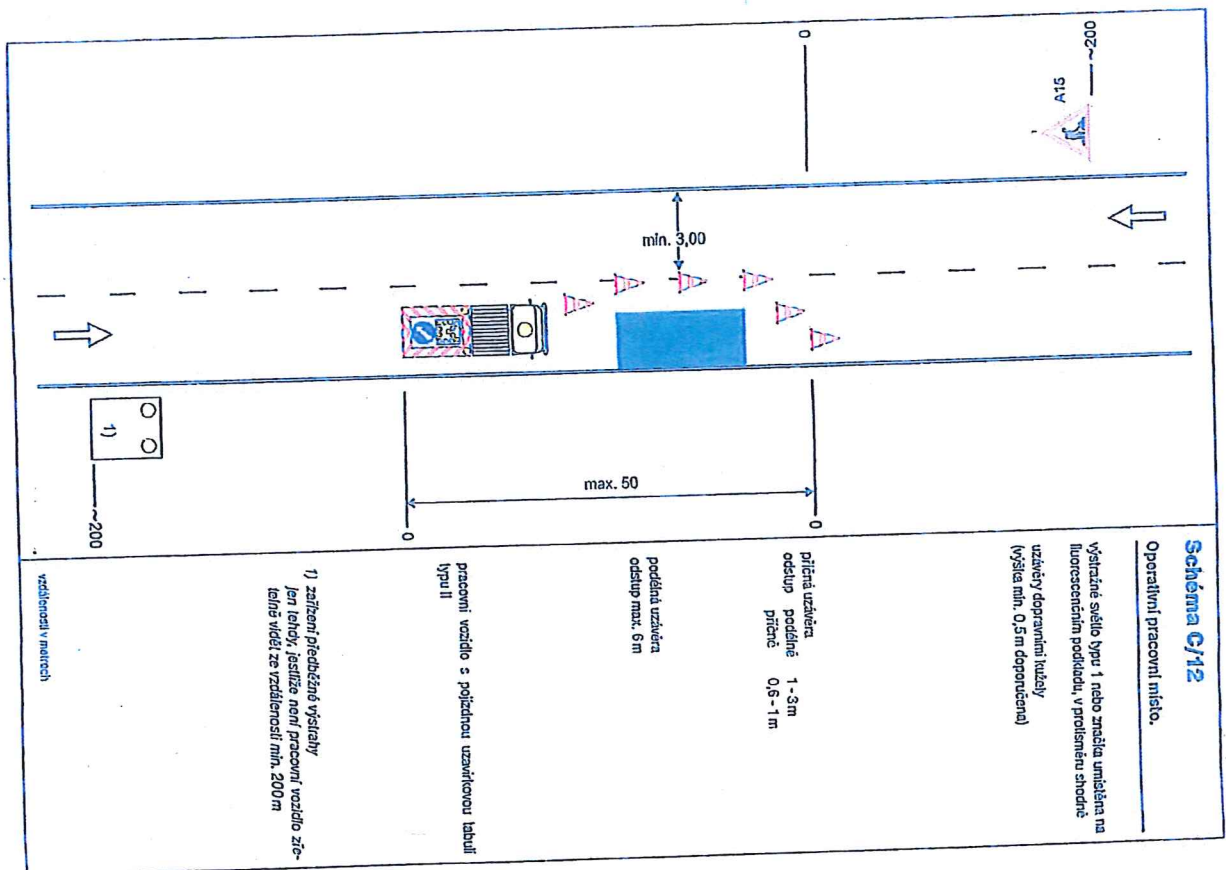 Schéma C/12
Operativní pracovní místo.
výstražné světlo typu 1 nebo značka umístěna na
fluorescenčním podkladu, v protisměru shodně
uzávěry dopravními kužely
(výška min. 0,5 m doporučena)
příčná uzávěra
odstup podélně 1 - 3 m
příčně 0,6 - 1 m
podélná uzávěra
odstup max. 6 m
pracovní vozidlo s pojízdnou uzavírkovou tabulí
typu II
1) zařízení předběžné výstrahy
jen tehdy, jestliže není pracovní vozidlo zře-
telně vidět ze vzdálenosti min. 200 m
vzdálenosti v metrech
~200
A15
0
min. 3,00
max. 50
0
0
1)
~200